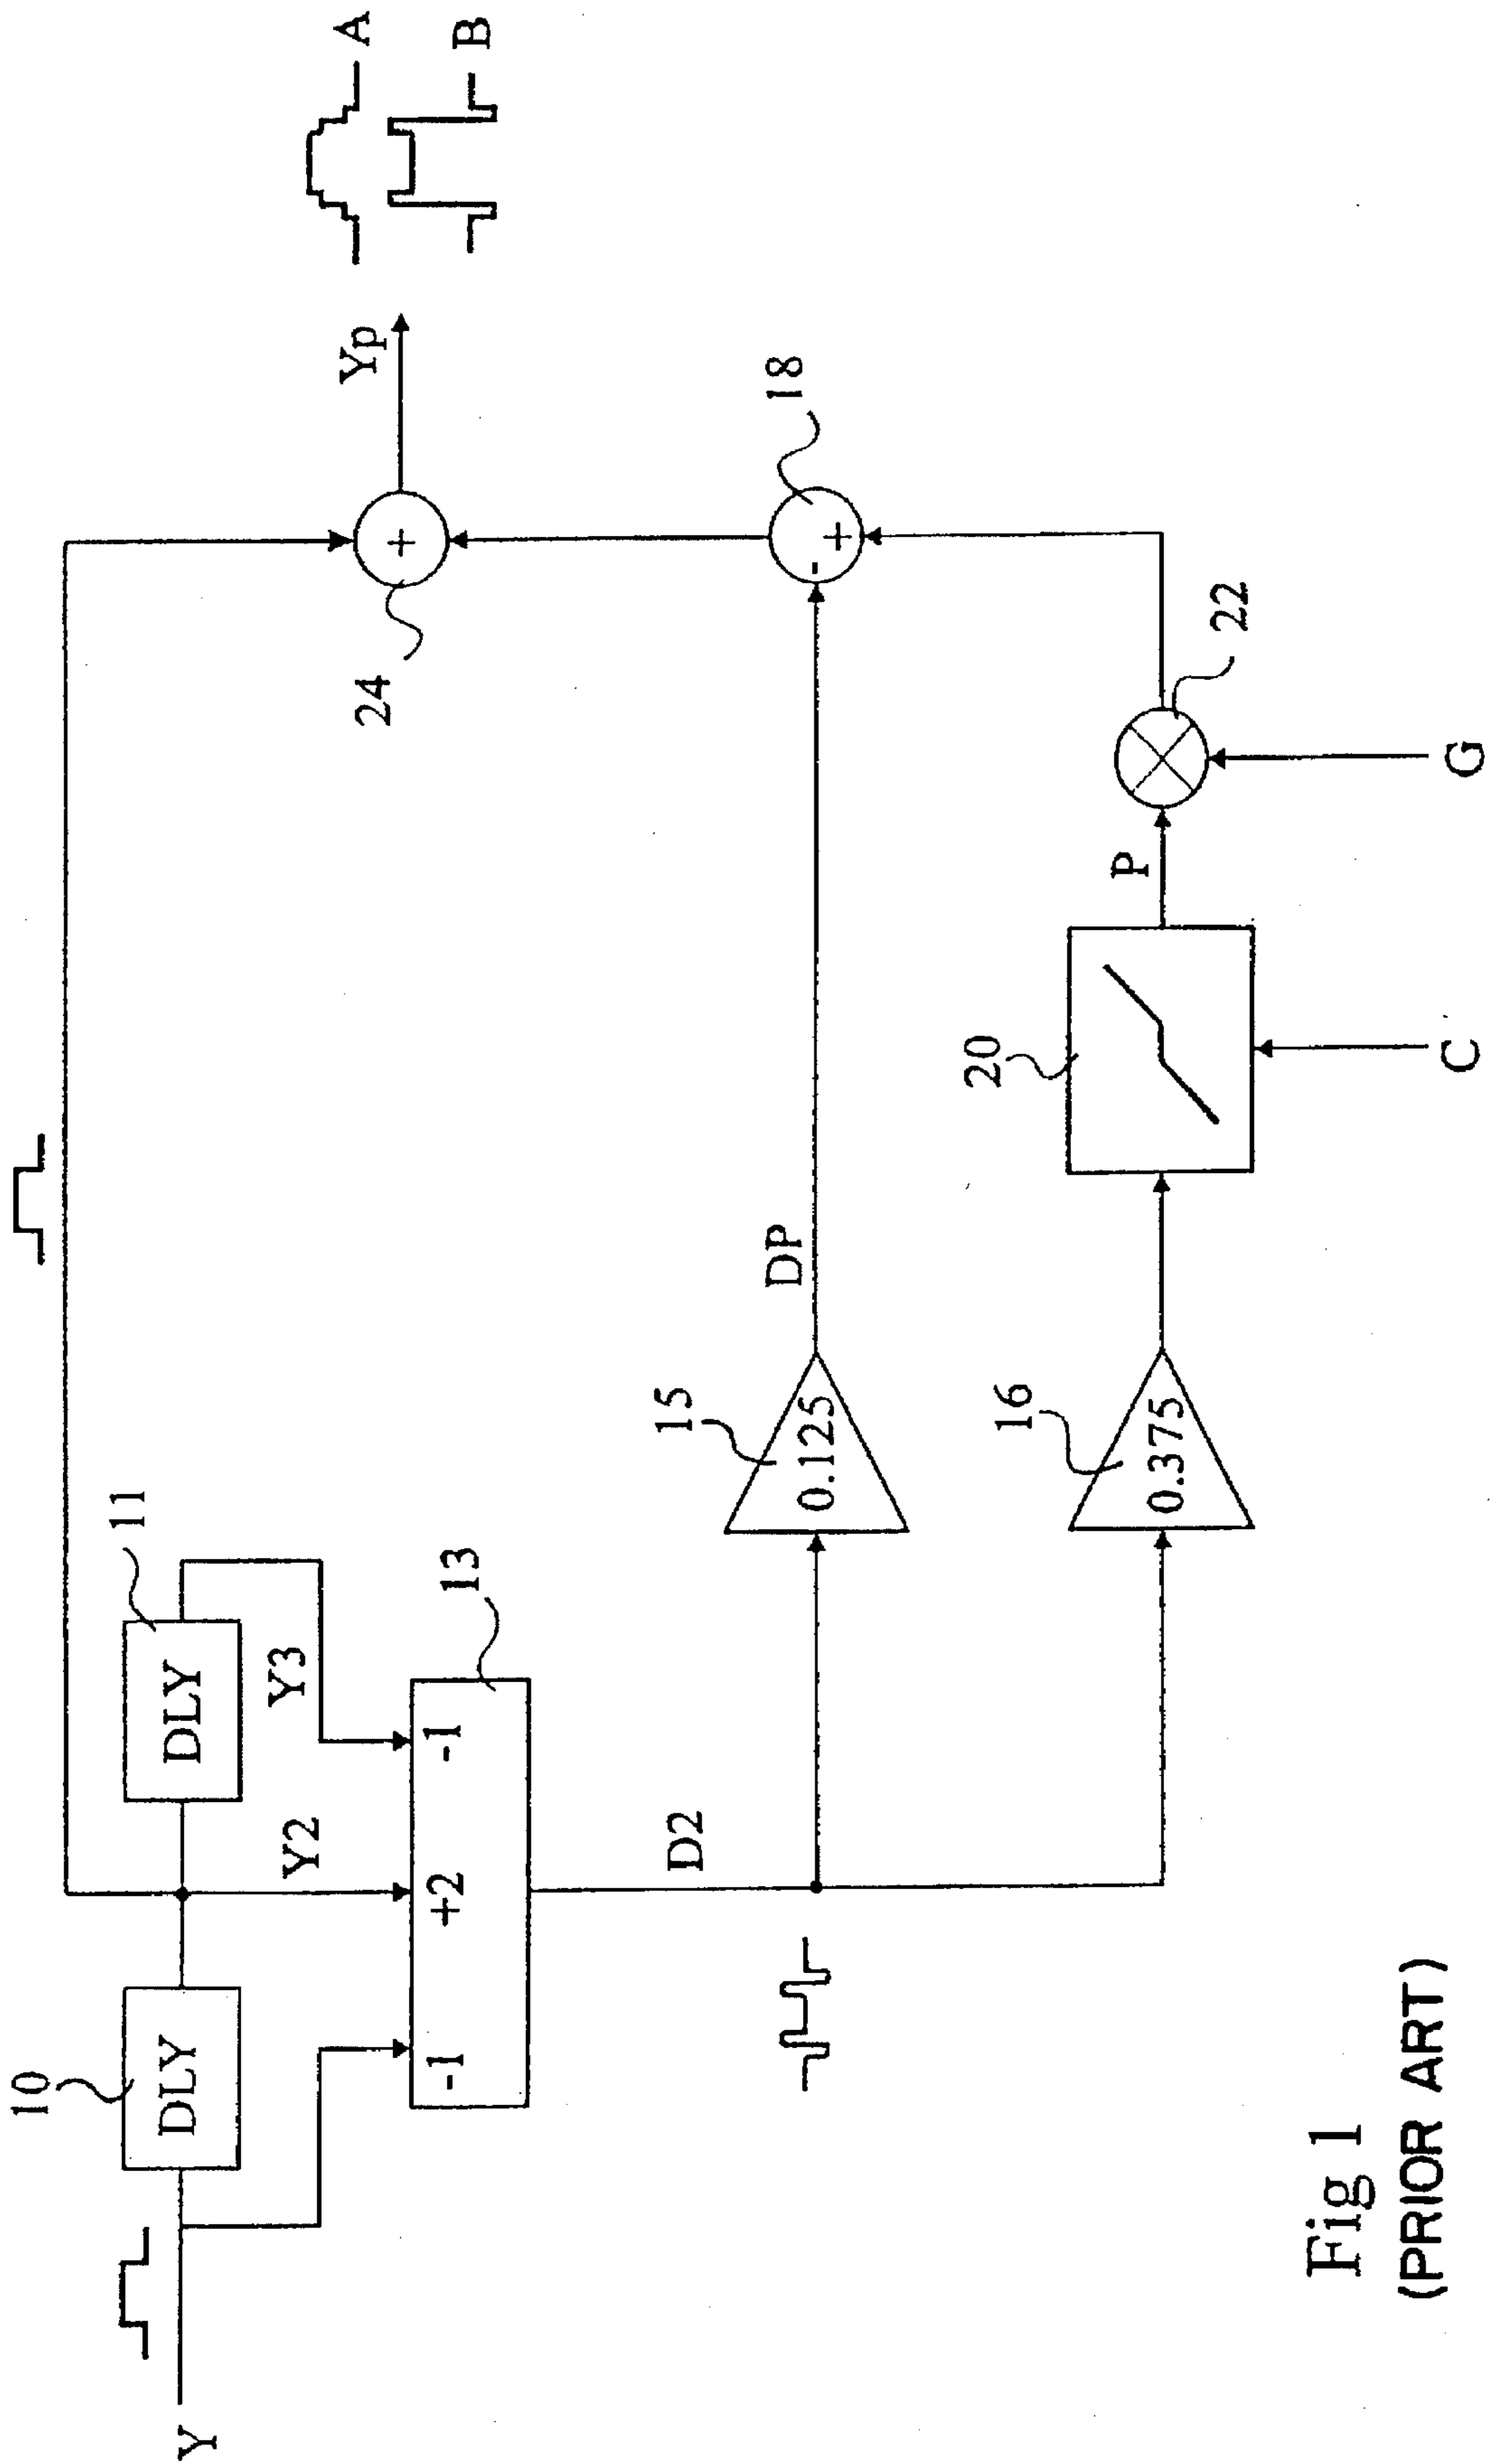 Y
10
DLY
11
DLY
Y2
Y3
-1
+2
-1
13
D2
15
0.125
DP
16
0.375
20
C
P
22
G
18
-
+
24
+
Yp
A
B
Fig 1
(PRIOR ART)